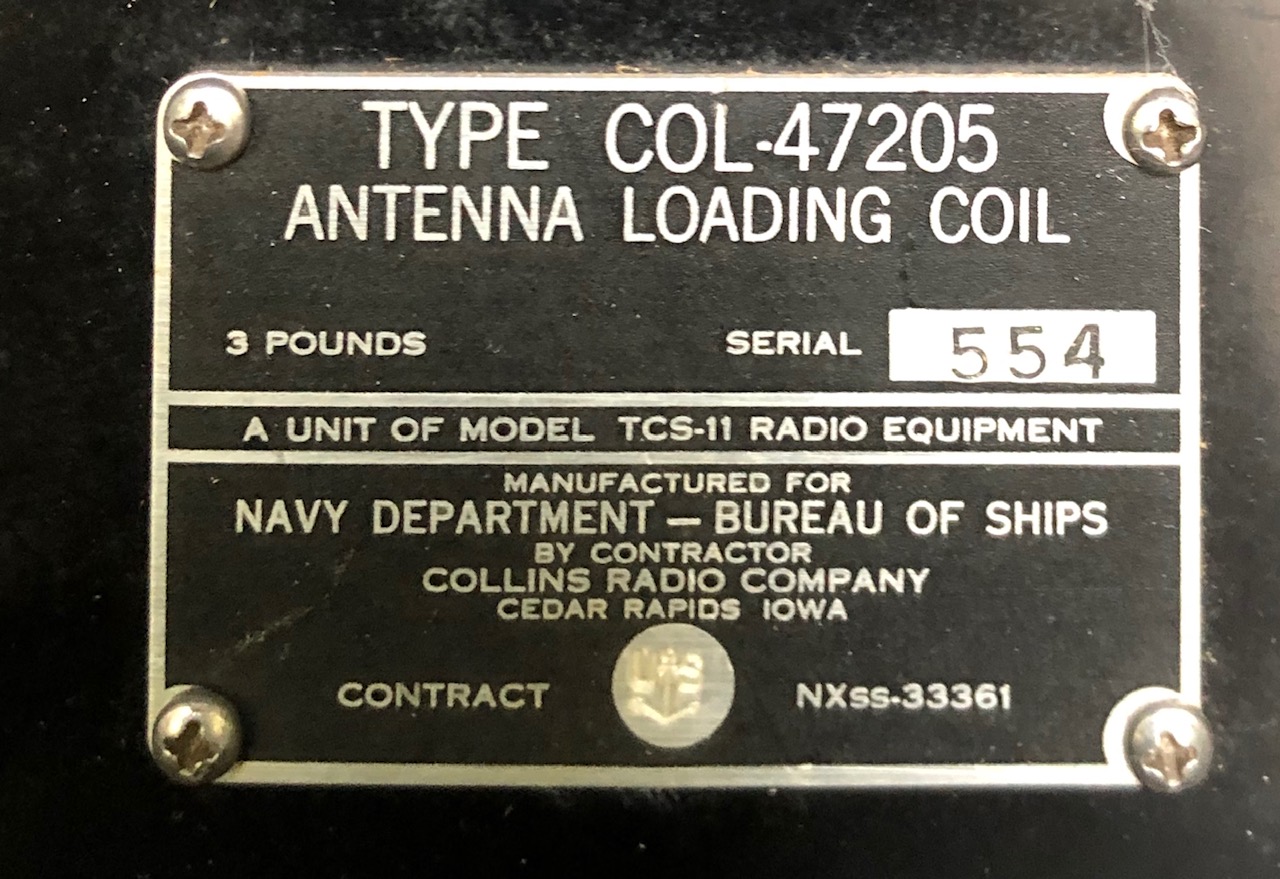 TYPE COL-47205
ANTENNA LOADING COIL
3 POUNDS SERIAL 554
A UNIT OF MODEL TCS-11 RADIO EQUIPMENT
MANUFACTURED FOR
NAVY DEPARTMENT — BUREAU OF SHIPS
BY CONTRACTOR
COLLINS RADIO COMPANY
CEDAR RAPIDS IOWA
CONTRACT NXss-33361